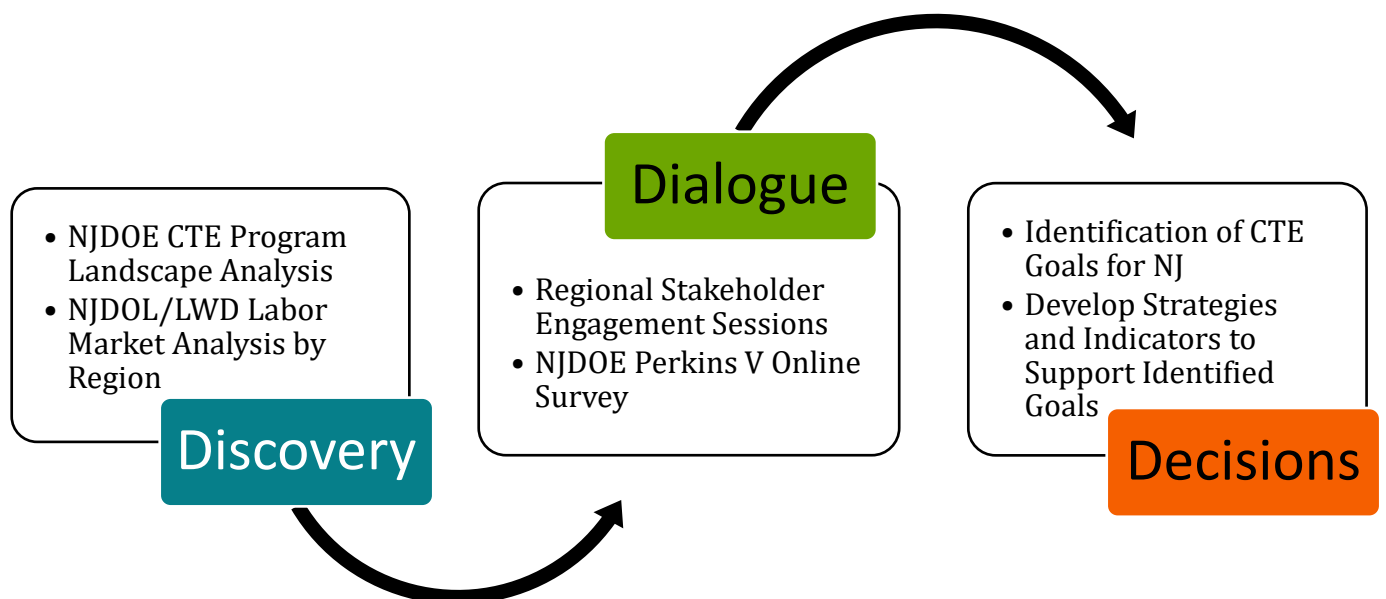 • NJDOE CTE Program
Landscape Analysis
• NJDOL/LWD Labor
Market Analysis by
Region
Discovery
Dialogue
• Regional Stakeholder
Engagement Sessions
• NJDOE Perkins V Online
Survey
• Identification of CTE
Goals for NJ
• Develop Strategies
and Indicators to
Support Identified
Goals
Decisions